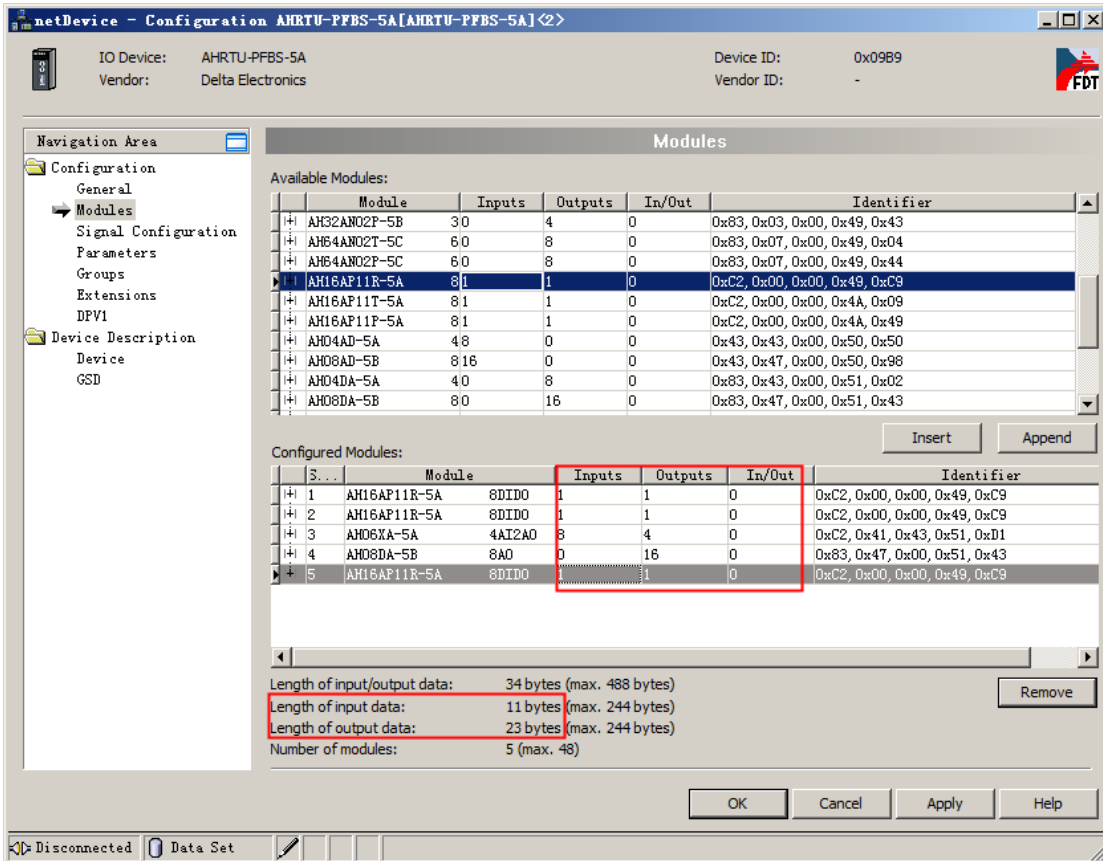 netDevice - Configuration AHRTU-PFBS-5A[AHRTU-PFBS-5A]<2>
IO Device: AHRTU-PFBS-5A Device ID: 0x09B9
Vendor: Delta Electronics Vendor ID: -
FDT
Navigation Area
Configuration
General
Modules
Signal Configuration
Parameters
Groups
Extensions
DPV1
Device Description
Device
GSD
Modules
Available Modules:
Module Inputs Outputs In/Out Identifier
AH32AN02P-5B 3 0 4 0 0x83, 0x03, 0x00, 0x49, 0x43
AH64AN02T-5C 6 0 8 0 0x83, 0x07, 0x00, 0x49, 0x04
AH64AN02P-5C 6 0 8 0 0x83, 0x07, 0x00, 0x49, 0x44
AH16AP11R-5A 8 1 1 0 0xC2, 0x00, 0x00, 0x49, 0xC9
AH16AP11T-5A 8 1 1 0 0xC2, 0x00, 0x00, 0x4A, 0x09
AH16AP11P-5A 8 1 1 0 0xC2, 0x00, 0x00, 0x4A, 0x49
AH04AD-5A 4 8 0 0 0x43, 0x43, 0x00, 0x50, 0x50
AH08AD-5B 8 16 0 0 0x43, 0x47, 0x00, 0x50, 0x98
AH04DA-5A 4 0 8 0 0x83, 0x43, 0x00, 0x51, 0x02
AH08DA-5B 8 0 16 0 0x83, 0x47, 0x00, 0x51, 0x43
Insert Append
Configured Modules:
S... Module Inputs Outputs In/Out Identifier
1 AH16AP11R-5A 8DIDO 1 1 0 0xC2, 0x00, 0x00, 0x49, 0xC9
2 AH16AP11R-5A 8DIDO 1 1 0 0xC2, 0x00, 0x00, 0x49, 0xC9
3 AH06XA-5A 4AI2AO 8 4 0 0xC2, 0x41, 0x43, 0x51, 0xD1
4 AH08DA-5B 8AO 0 16 0 0x83, 0x47, 0x00, 0x51, 0x43
5 AH16AP11R-5A 8DIDO 1 1 0 0xC2, 0x00, 0x00, 0x49, 0xC9
Length of input/output data: 34 bytes (max. 488 bytes)
Remove
Length of input data: 11 bytes (max. 244 bytes)
Length of output data: 23 bytes (max. 244 bytes)
Number of modules: 5 (max. 48)
OK Cancel Apply Help
Disconnected Data Set